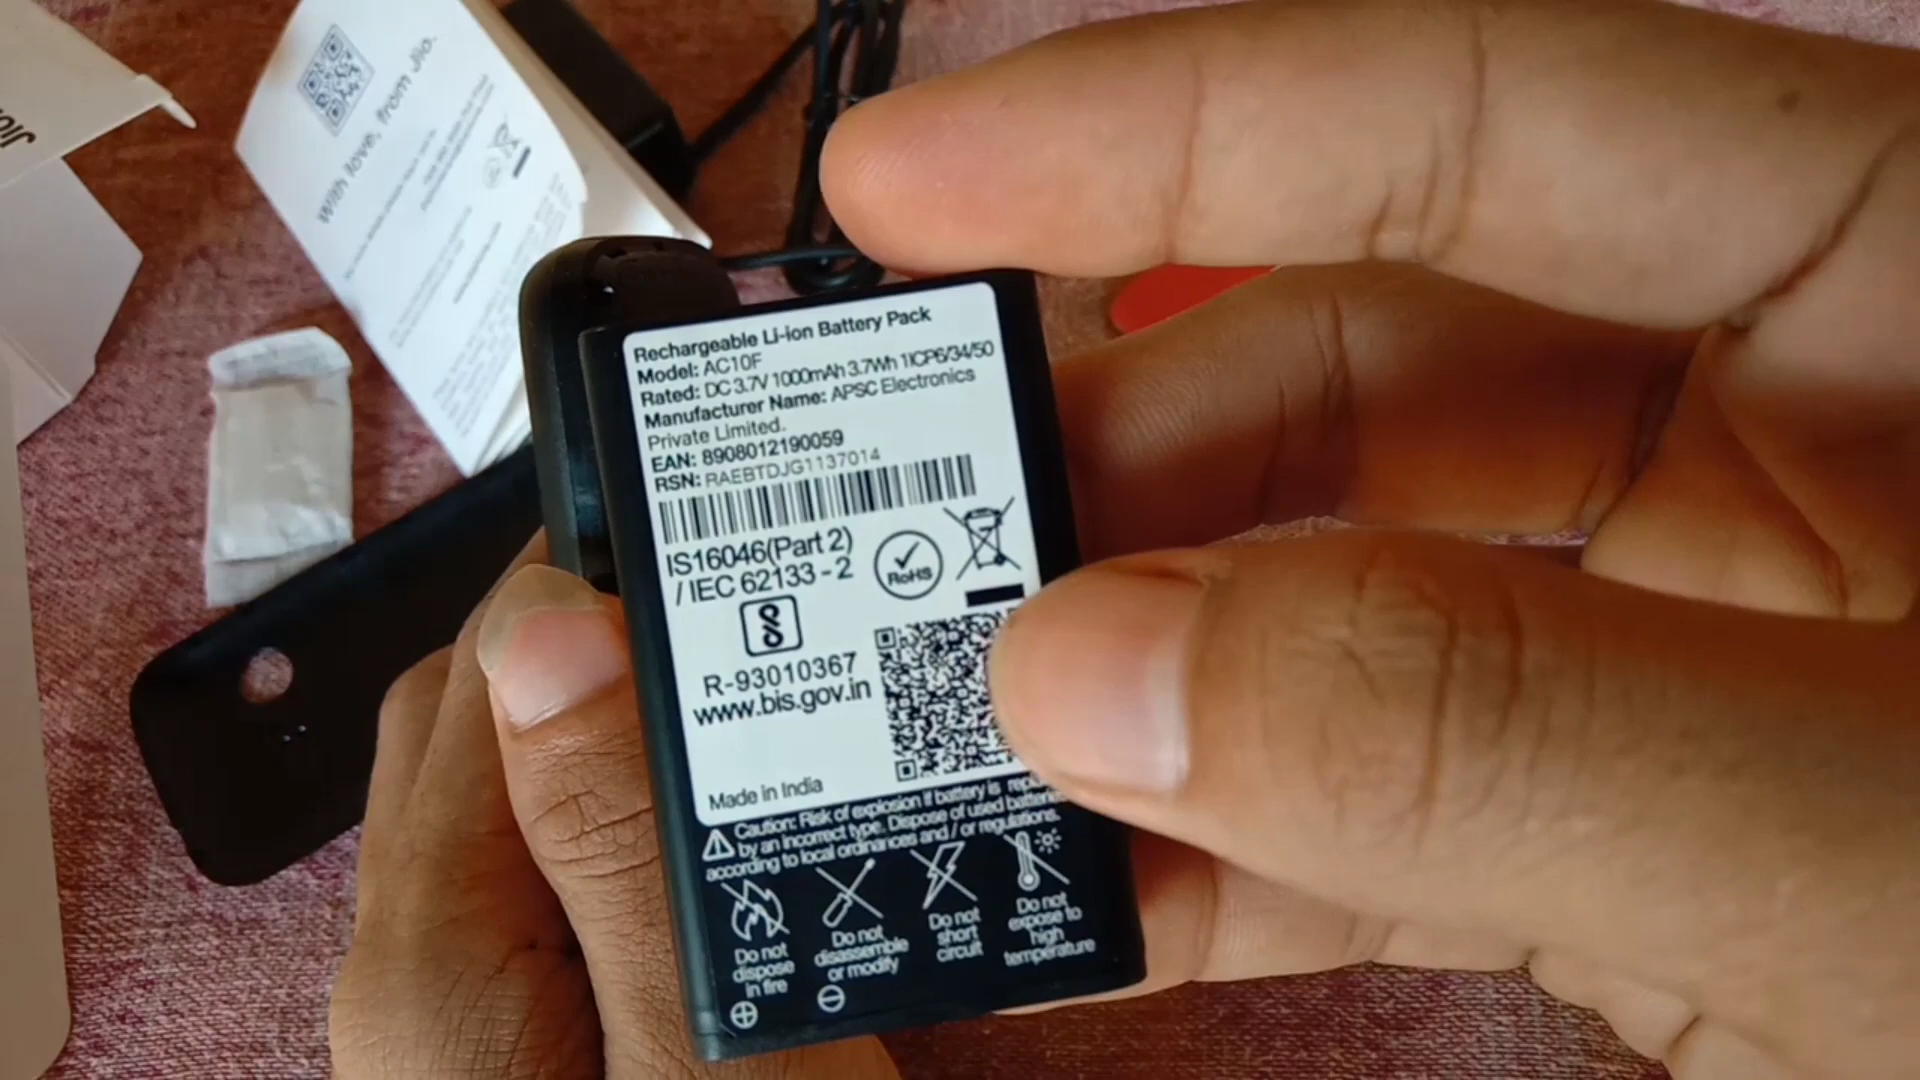 Jio
With love, from Jio.
Rechargeable Li-ion Battery Pack
Model: AC10F
Rated: DC 3.7V 1000mAh 3.7Wh 1ICP6/34/50
Manufacturer Name: APSC Electronics
Private Limited.
EAN: 8908012190059
RSN: RAEBTDJG1137014
IS16046(Part 2)
/ IEC 62133 - 2
RoHS
R-93010367
www.bis.gov.in
Made in India
Caution: Risk of explosion if battery is
by an incorrect type. Dispose of used
according to local ordinances and / or regulations.
Do not
dispose
in fire
Do not
disassemble
or modify
Do not
short
circuit
Do not
expose to
high
temperature